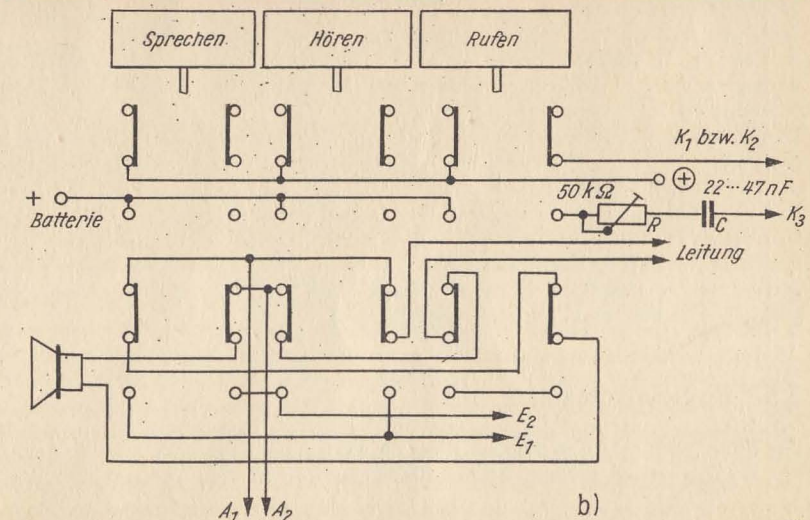 Sprechen
Hören
Rufen
K₁ bzw. K₂
+
Batterie
+
50 kΩ
22···47 nF
R
C
K₃
Leitung
E₂
E₁
A₁
A₂
b)